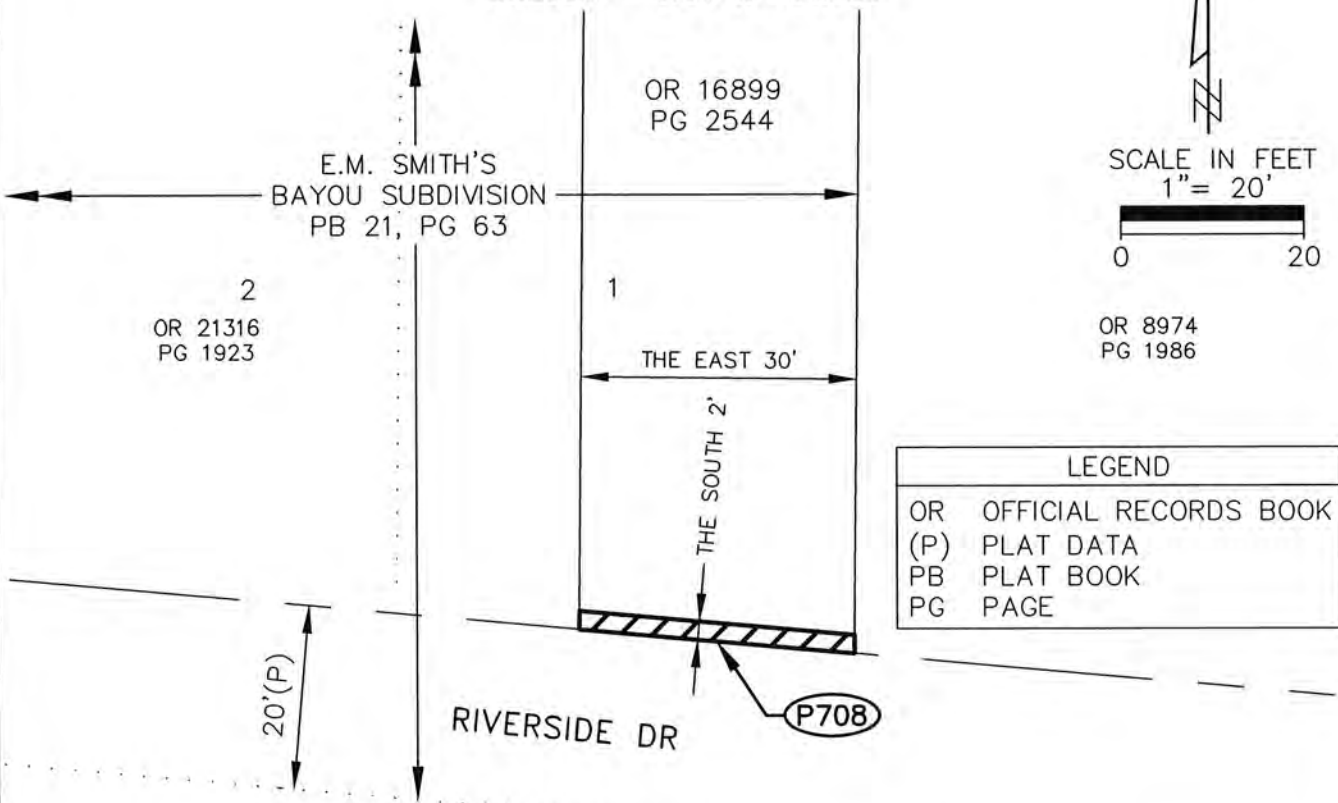 OR 16899
PG 2544
E.M. SMITH'S
BAYOU SUBDIVISION
PB 21, PG 63
N
SCALE IN FEET
1"= 20'
0 20
2
OR 21316
PG 1923
1
OR 8974
PG 1986
THE EAST 30'
THE SOUTH 2'
LEGEND
OR OFFICIAL RECORDS BOOK
(P) PLAT DATA
PB PLAT BOOK
PG PAGE
20'(P)
RIVERSIDE DR
P708